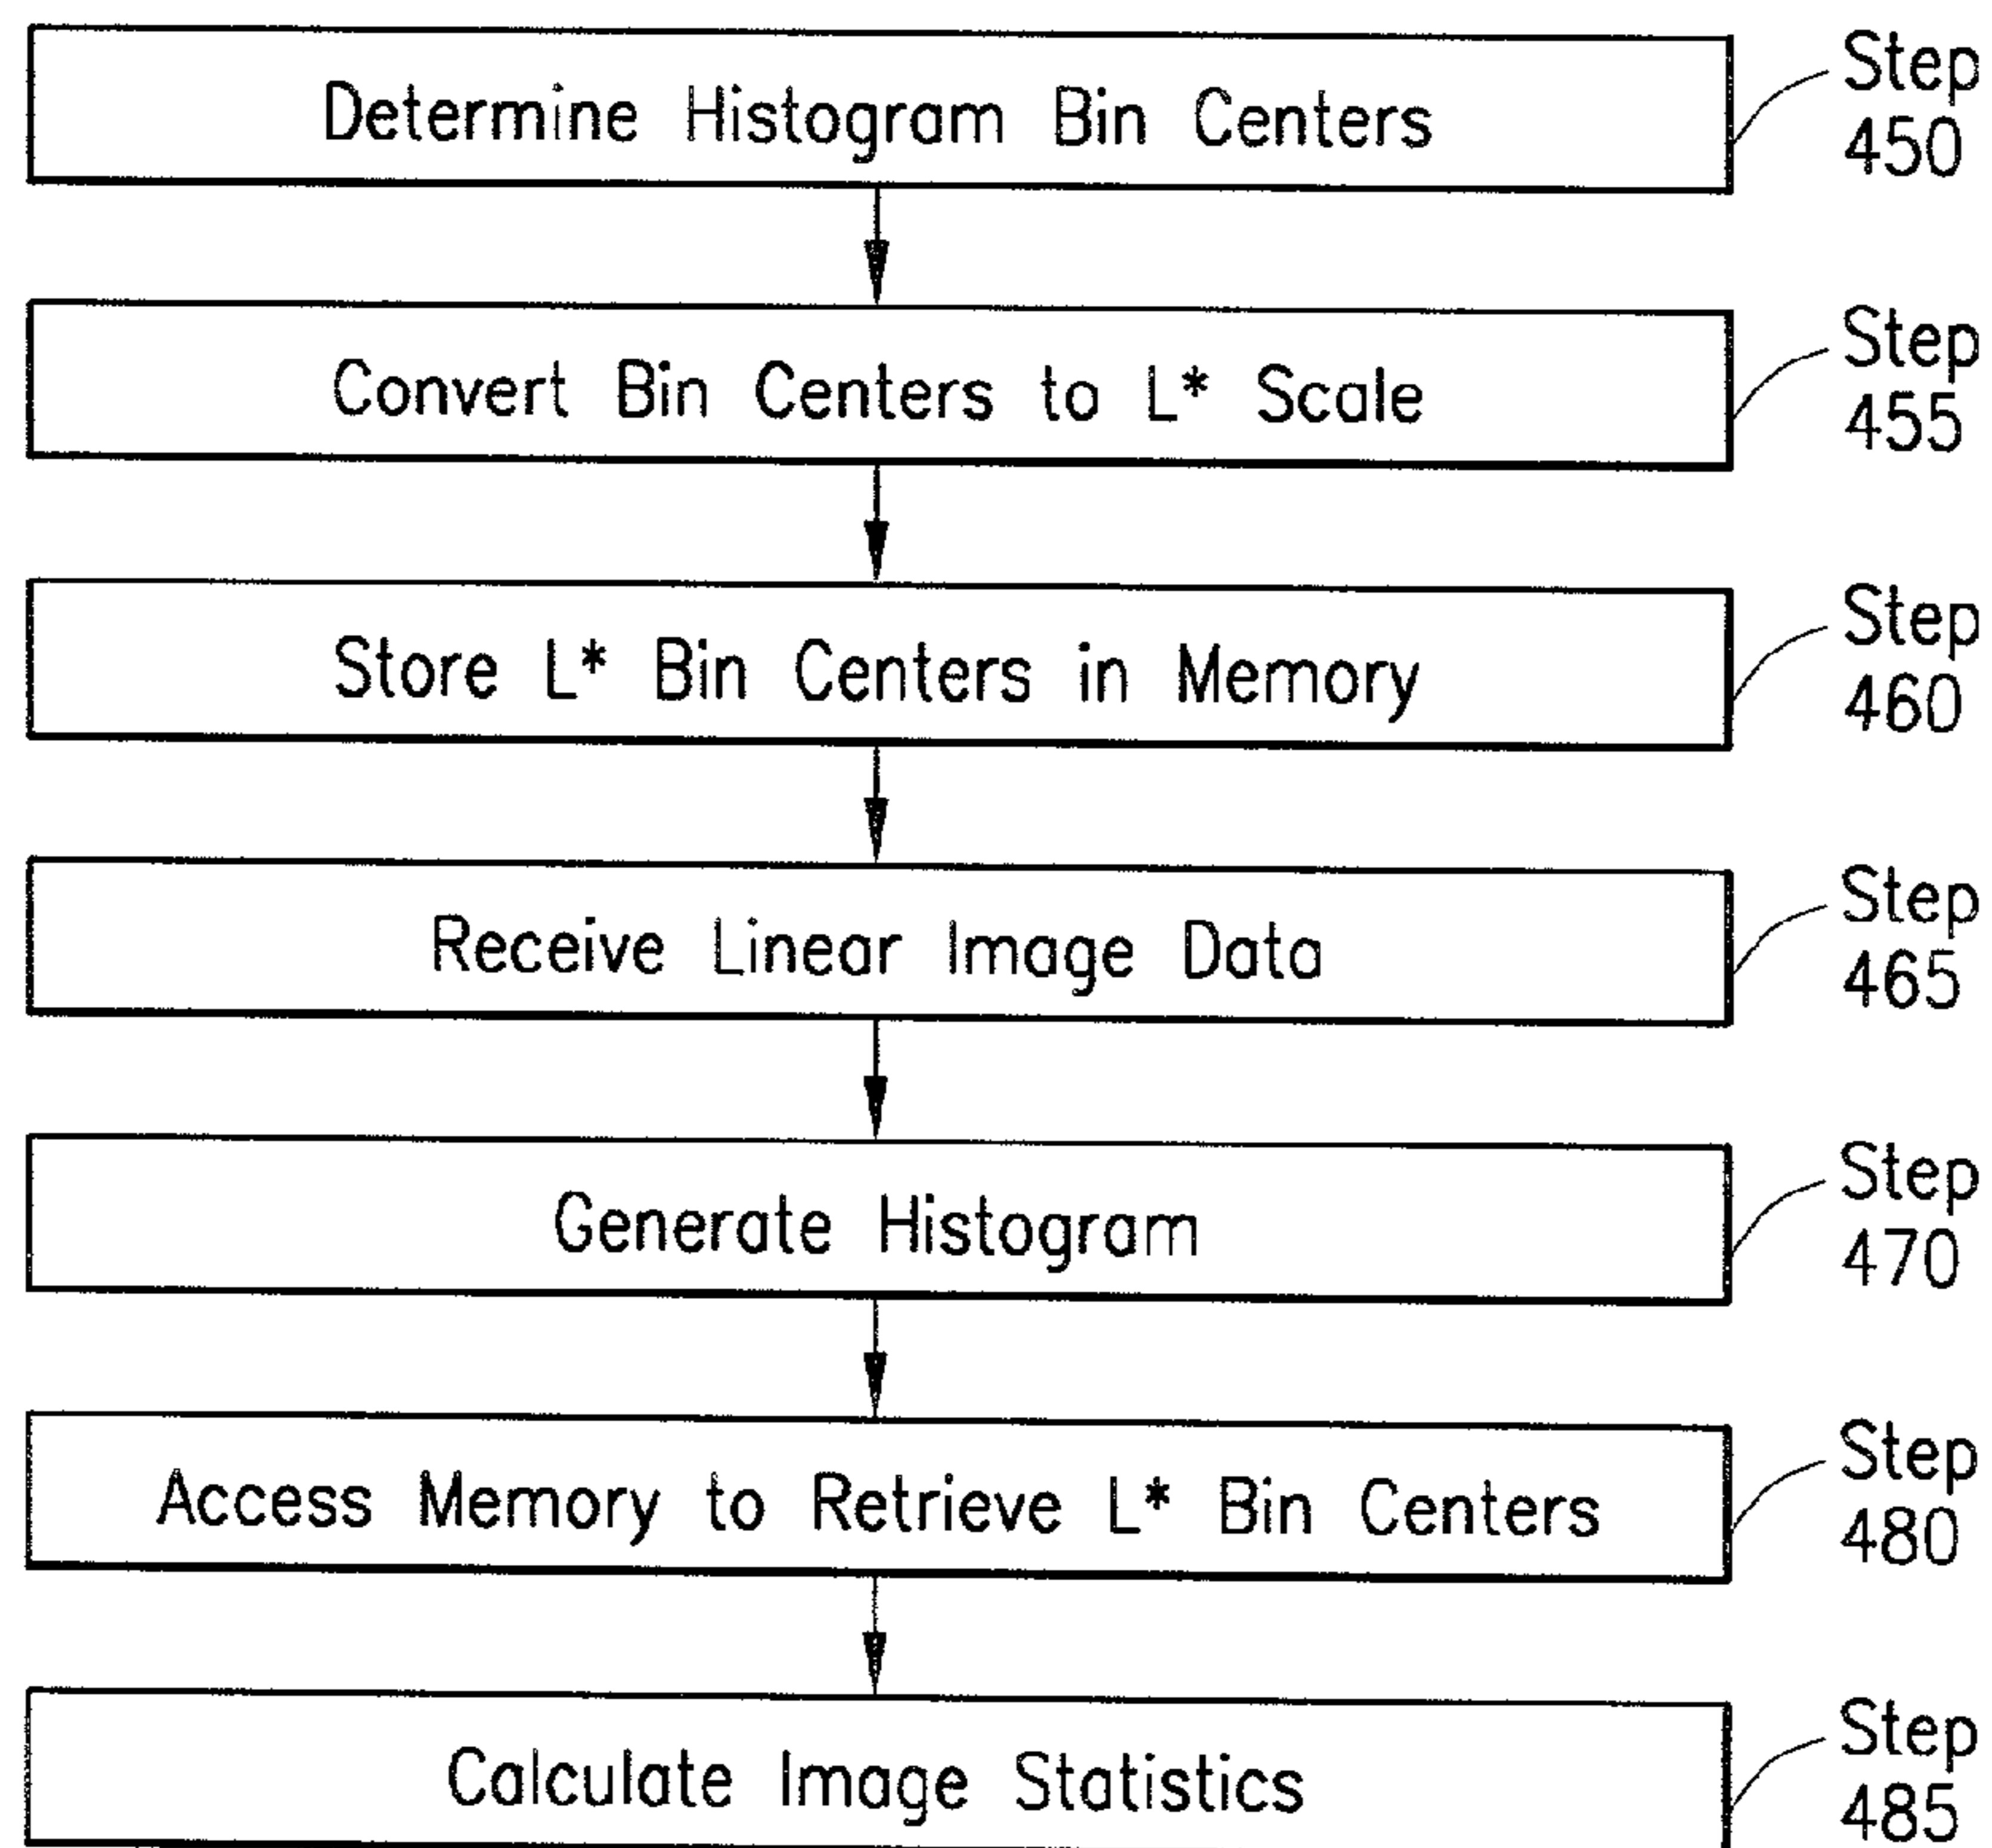 Determine Histogram Bin Centers
Step
450
Convert Bin Centers to L* Scale
Step
455
Store L* Bin Centers in Memory
Step
460
Receive Linear Image Data
Step
465
Generate Histogram
Step
470
Access Memory to Retrieve L* Bin Centers
Step
480
Calculate Image Statistics
Step
485